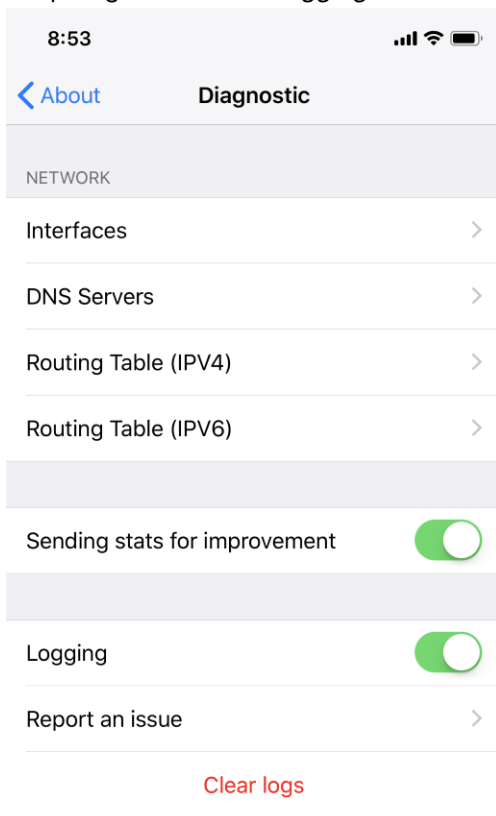 8:53
About
Diagnostic
NETWORK
Interfaces
DNS Servers
Routing Table (IPV4)
Routing Table (IPV6)
Sending stats for improvement
Logging
Report an issue
Clear logs